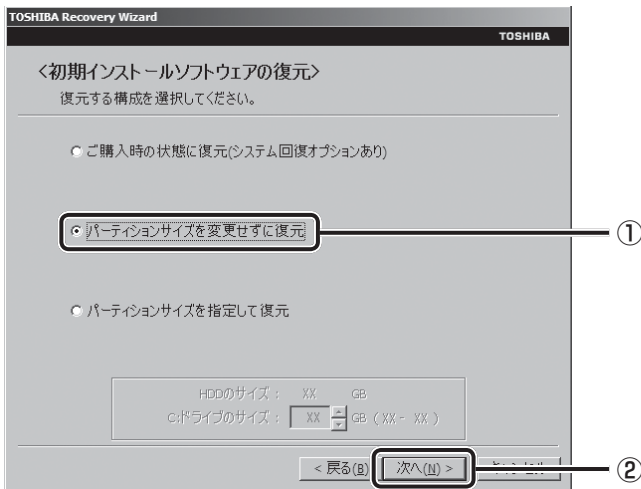 TOSHIBA Recovery Wizard
TOSHIBA
<初期インストールソフトウェアの復元>
復元する構成を選択してください。
ご購入時の状態に復元(システム回復オプションあり)
パーティションサイズを変更せずに復元
①
パーティションサイズを指定して復元
HDDのサイズ： XX GB
C:ドライブのサイズ： XX GB ( XX - XX )
< 戻る(B) 次へ(N) >
②